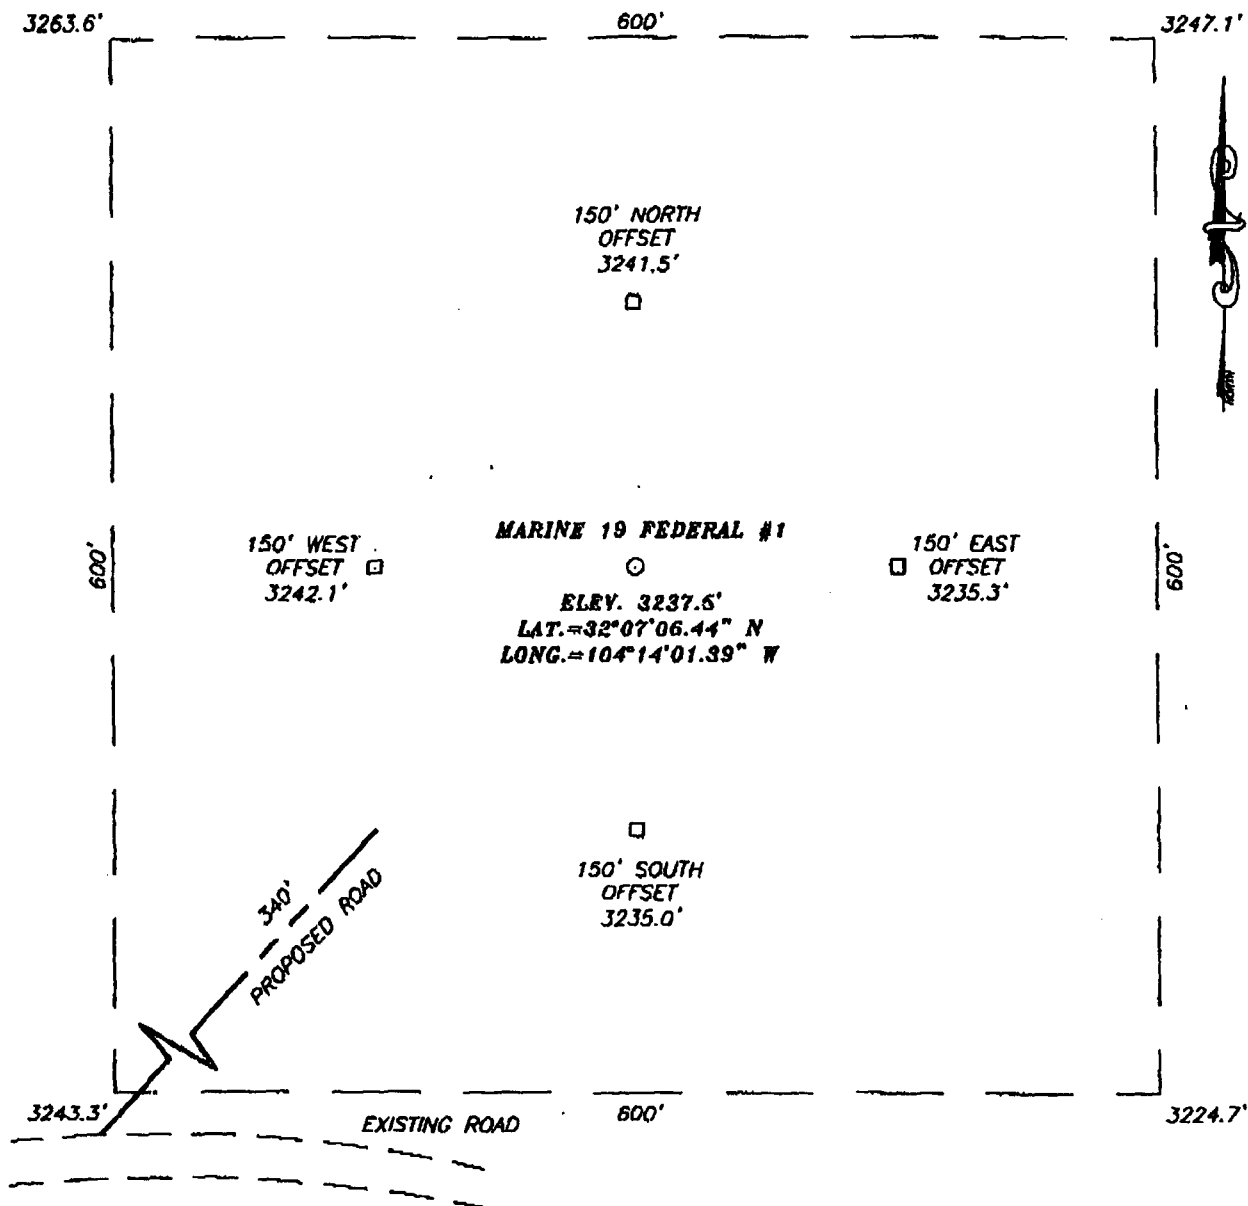 3263.6'
600'
3247.1'
150' NORTH
OFFSET
3241.5'
NORTH
MARINE 19 FEDERAL #1
150' WEST
OFFSET
3242.1'
600'
150' EAST
OFFSET
3235.3'
600'
ELEV. 3237.6'
LAT.=32°07'06.44" N
LONG.=104°14'01.39" W
150' SOUTH
OFFSET
3235.0'
340'
PROPOSED ROAD
3243.3'
EXISTING ROAD
600'
3224.7'